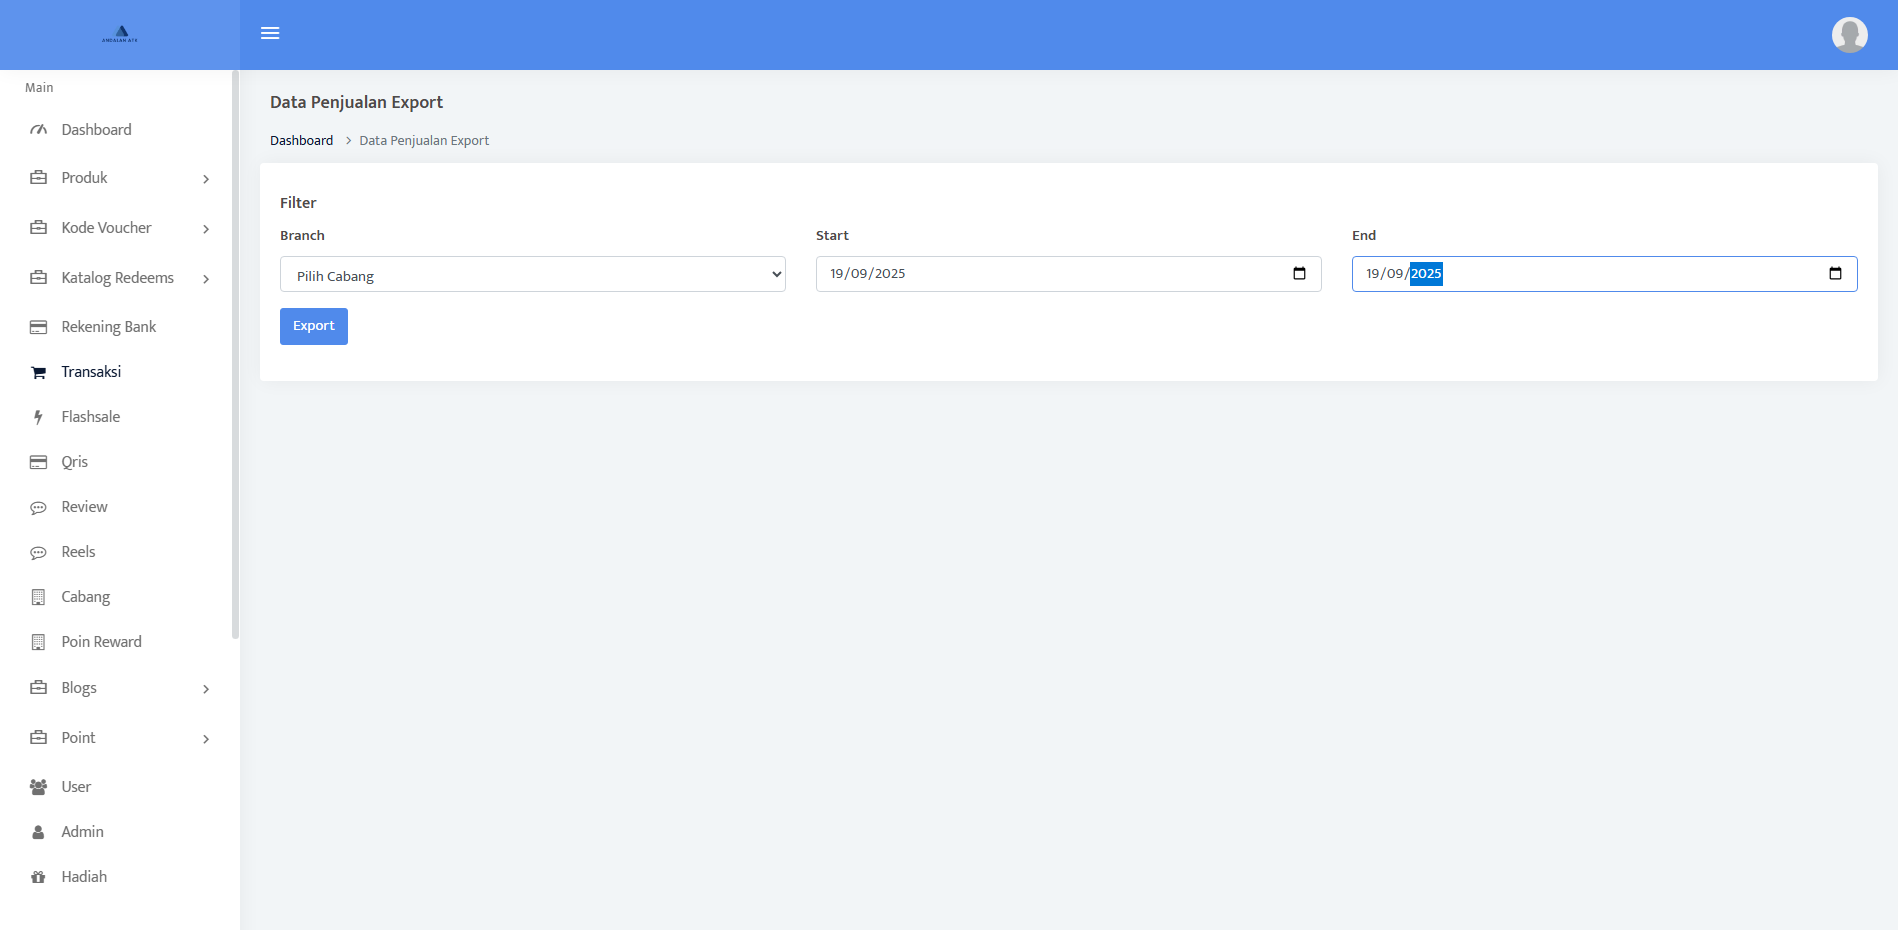 ANDALAN ATK
Main
Dashboard
Produk
Kode Voucher
Katalog Redeems
Rekening Bank
Transaksi
Flashsale
Qris
Review
Reels
Cabang
Poin Reward
Blogs
Point
User
Admin
Hadiah
Data Penjualan Export
Dashboard > Data Penjualan Export
Filter
Branch Start End
Pilih Cabang 19/09/2025 19/09/2025
Export